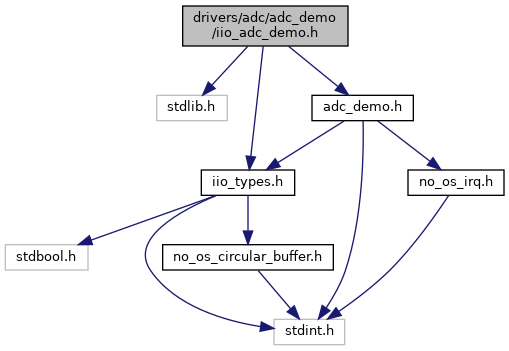 drivers/adc/adc_demo
/iio_adc_demo.h
stdlib.h
adc_demo.h
iio_types.h
no_os_irq.h
stdbool.h
no_os_circular_buffer.h
stdint.h